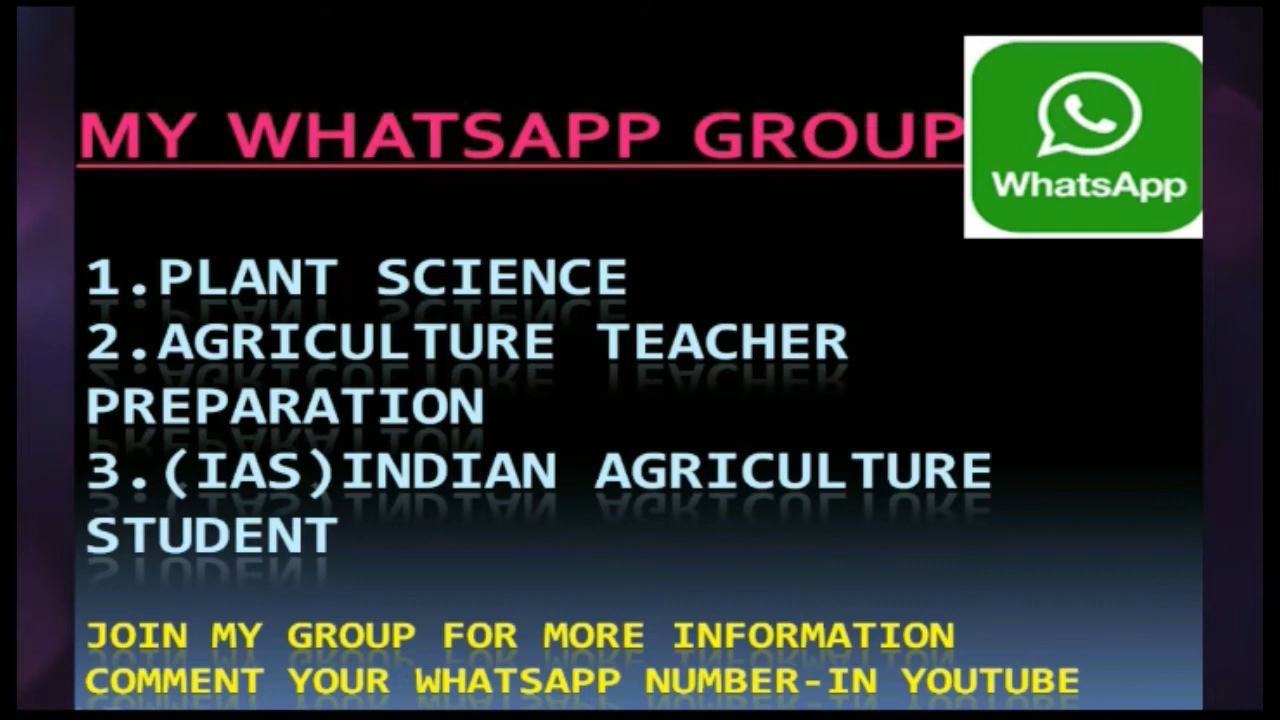 MY WHATSAPP GROUP
WhatsApp
1.PLANT SCIENCE
2.AGRICULTURE TEACHER
PREPARATION
3.(IAS)INDIAN AGRICULTURE
STUDENT
JOIN MY GROUP FOR MORE INFORMATION
COMMENT YOUR WHATSAPP NUMBER-IN YOUTUBE